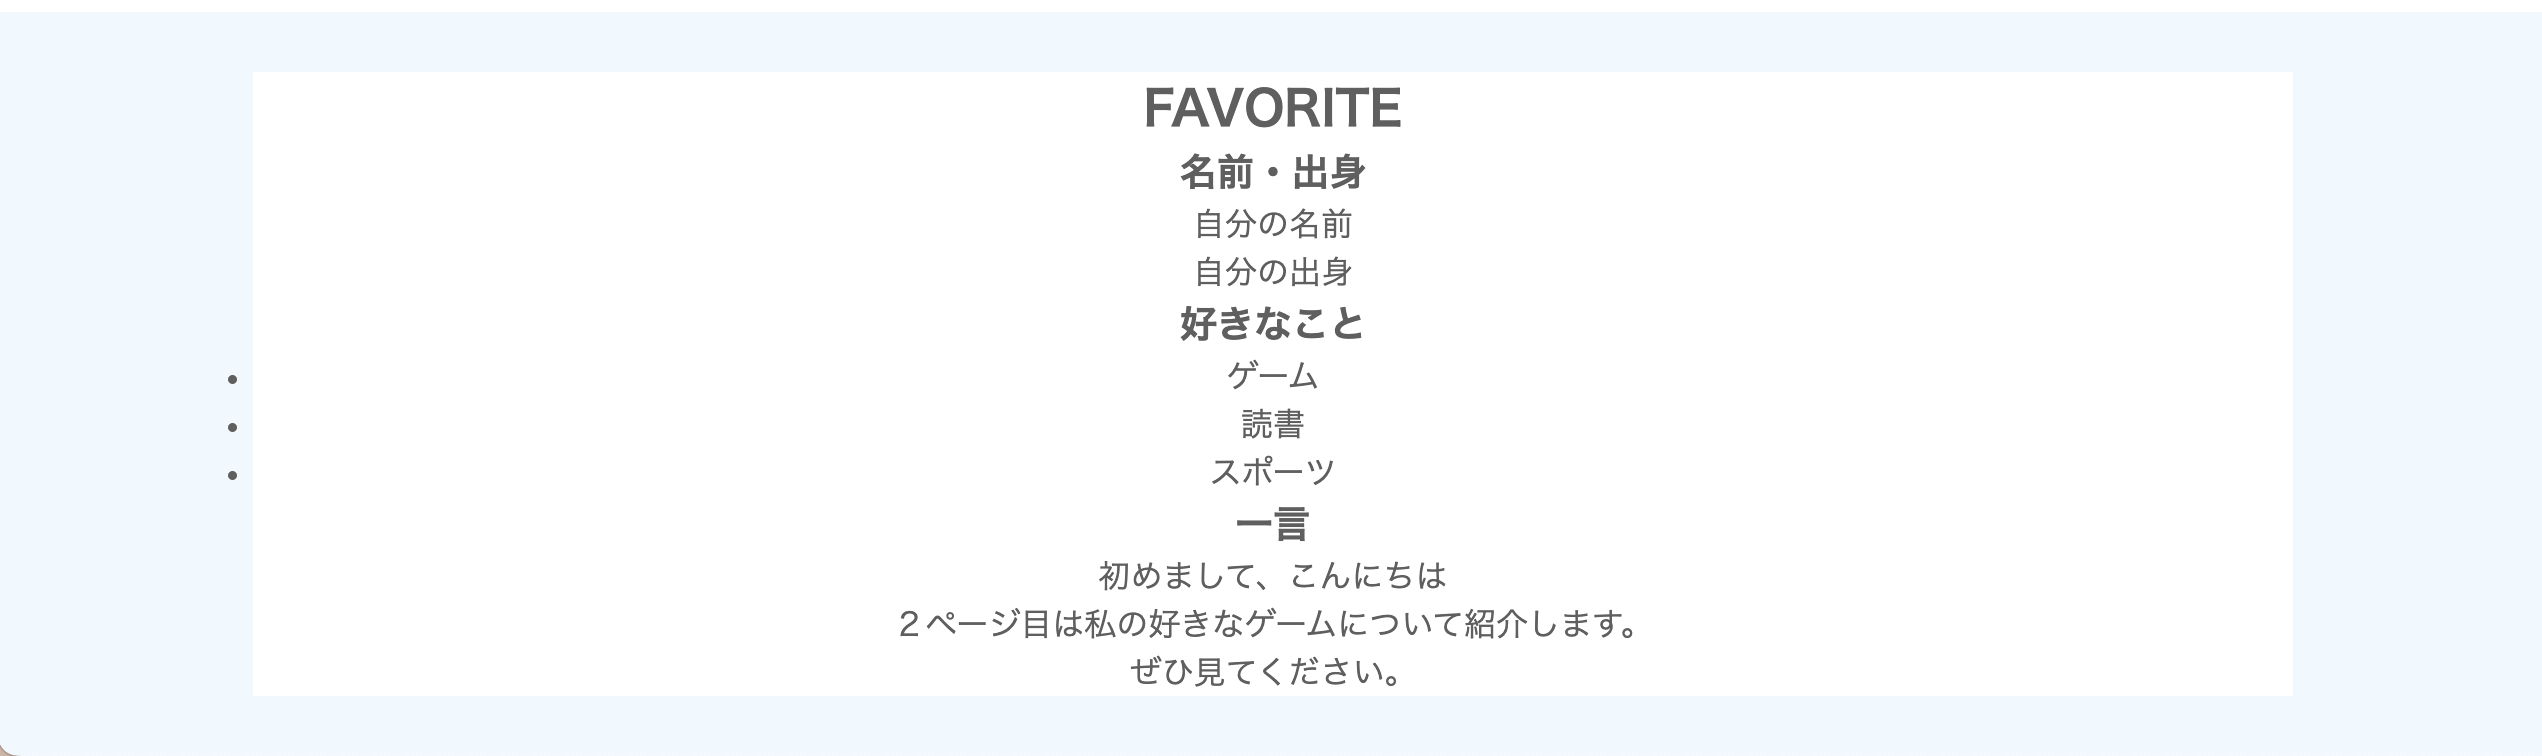 FAVORITE
名前・出身
自分の名前
自分の出身
好きなこと
• ゲーム
• 読書
• スポーツ
一言
初めまして、こんにちは
２ページ目は私の好きなゲームについて紹介します。
ぜひ見てください。